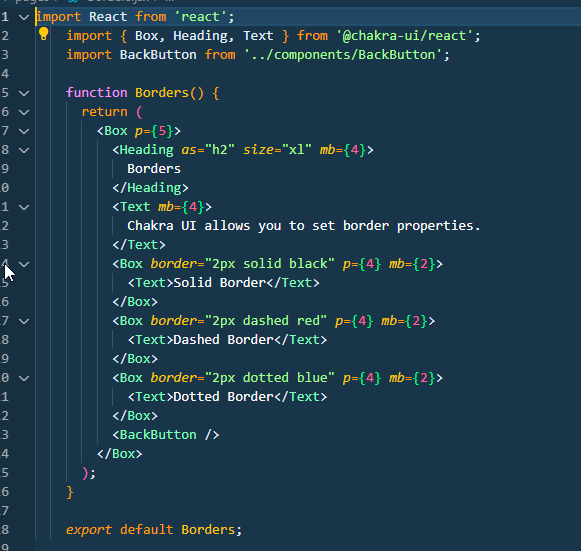 1 import React from 'react';
2 import { Box, Heading, Text } from '@chakra-ui/react';
3 import BackButton from '../components/BackButton';
4
5 function Borders() {
6 return (
7 <Box p={5}>
8 <Heading as="h2" size="xl" mb={4}>
9 Borders
0 </Heading>
1 <Text mb={4}>
2 Chakra UI allows you to set border properties.
3 </Text>
4 <Box border="2px solid black" p={4} mb={2}>
5 <Text>Solid Border</Text>
6 </Box>
7 <Box border="2px dashed red" p={4} mb={2}>
8 <Text>Dashed Border</Text>
9 </Box>
0 <Box border="2px dotted blue" p={4} mb={2}>
1 <Text>Dotted Border</Text>
2 </Box>
3 <BackButton />
4 </Box>
5 );
6 }
7
8 export default Borders;
9